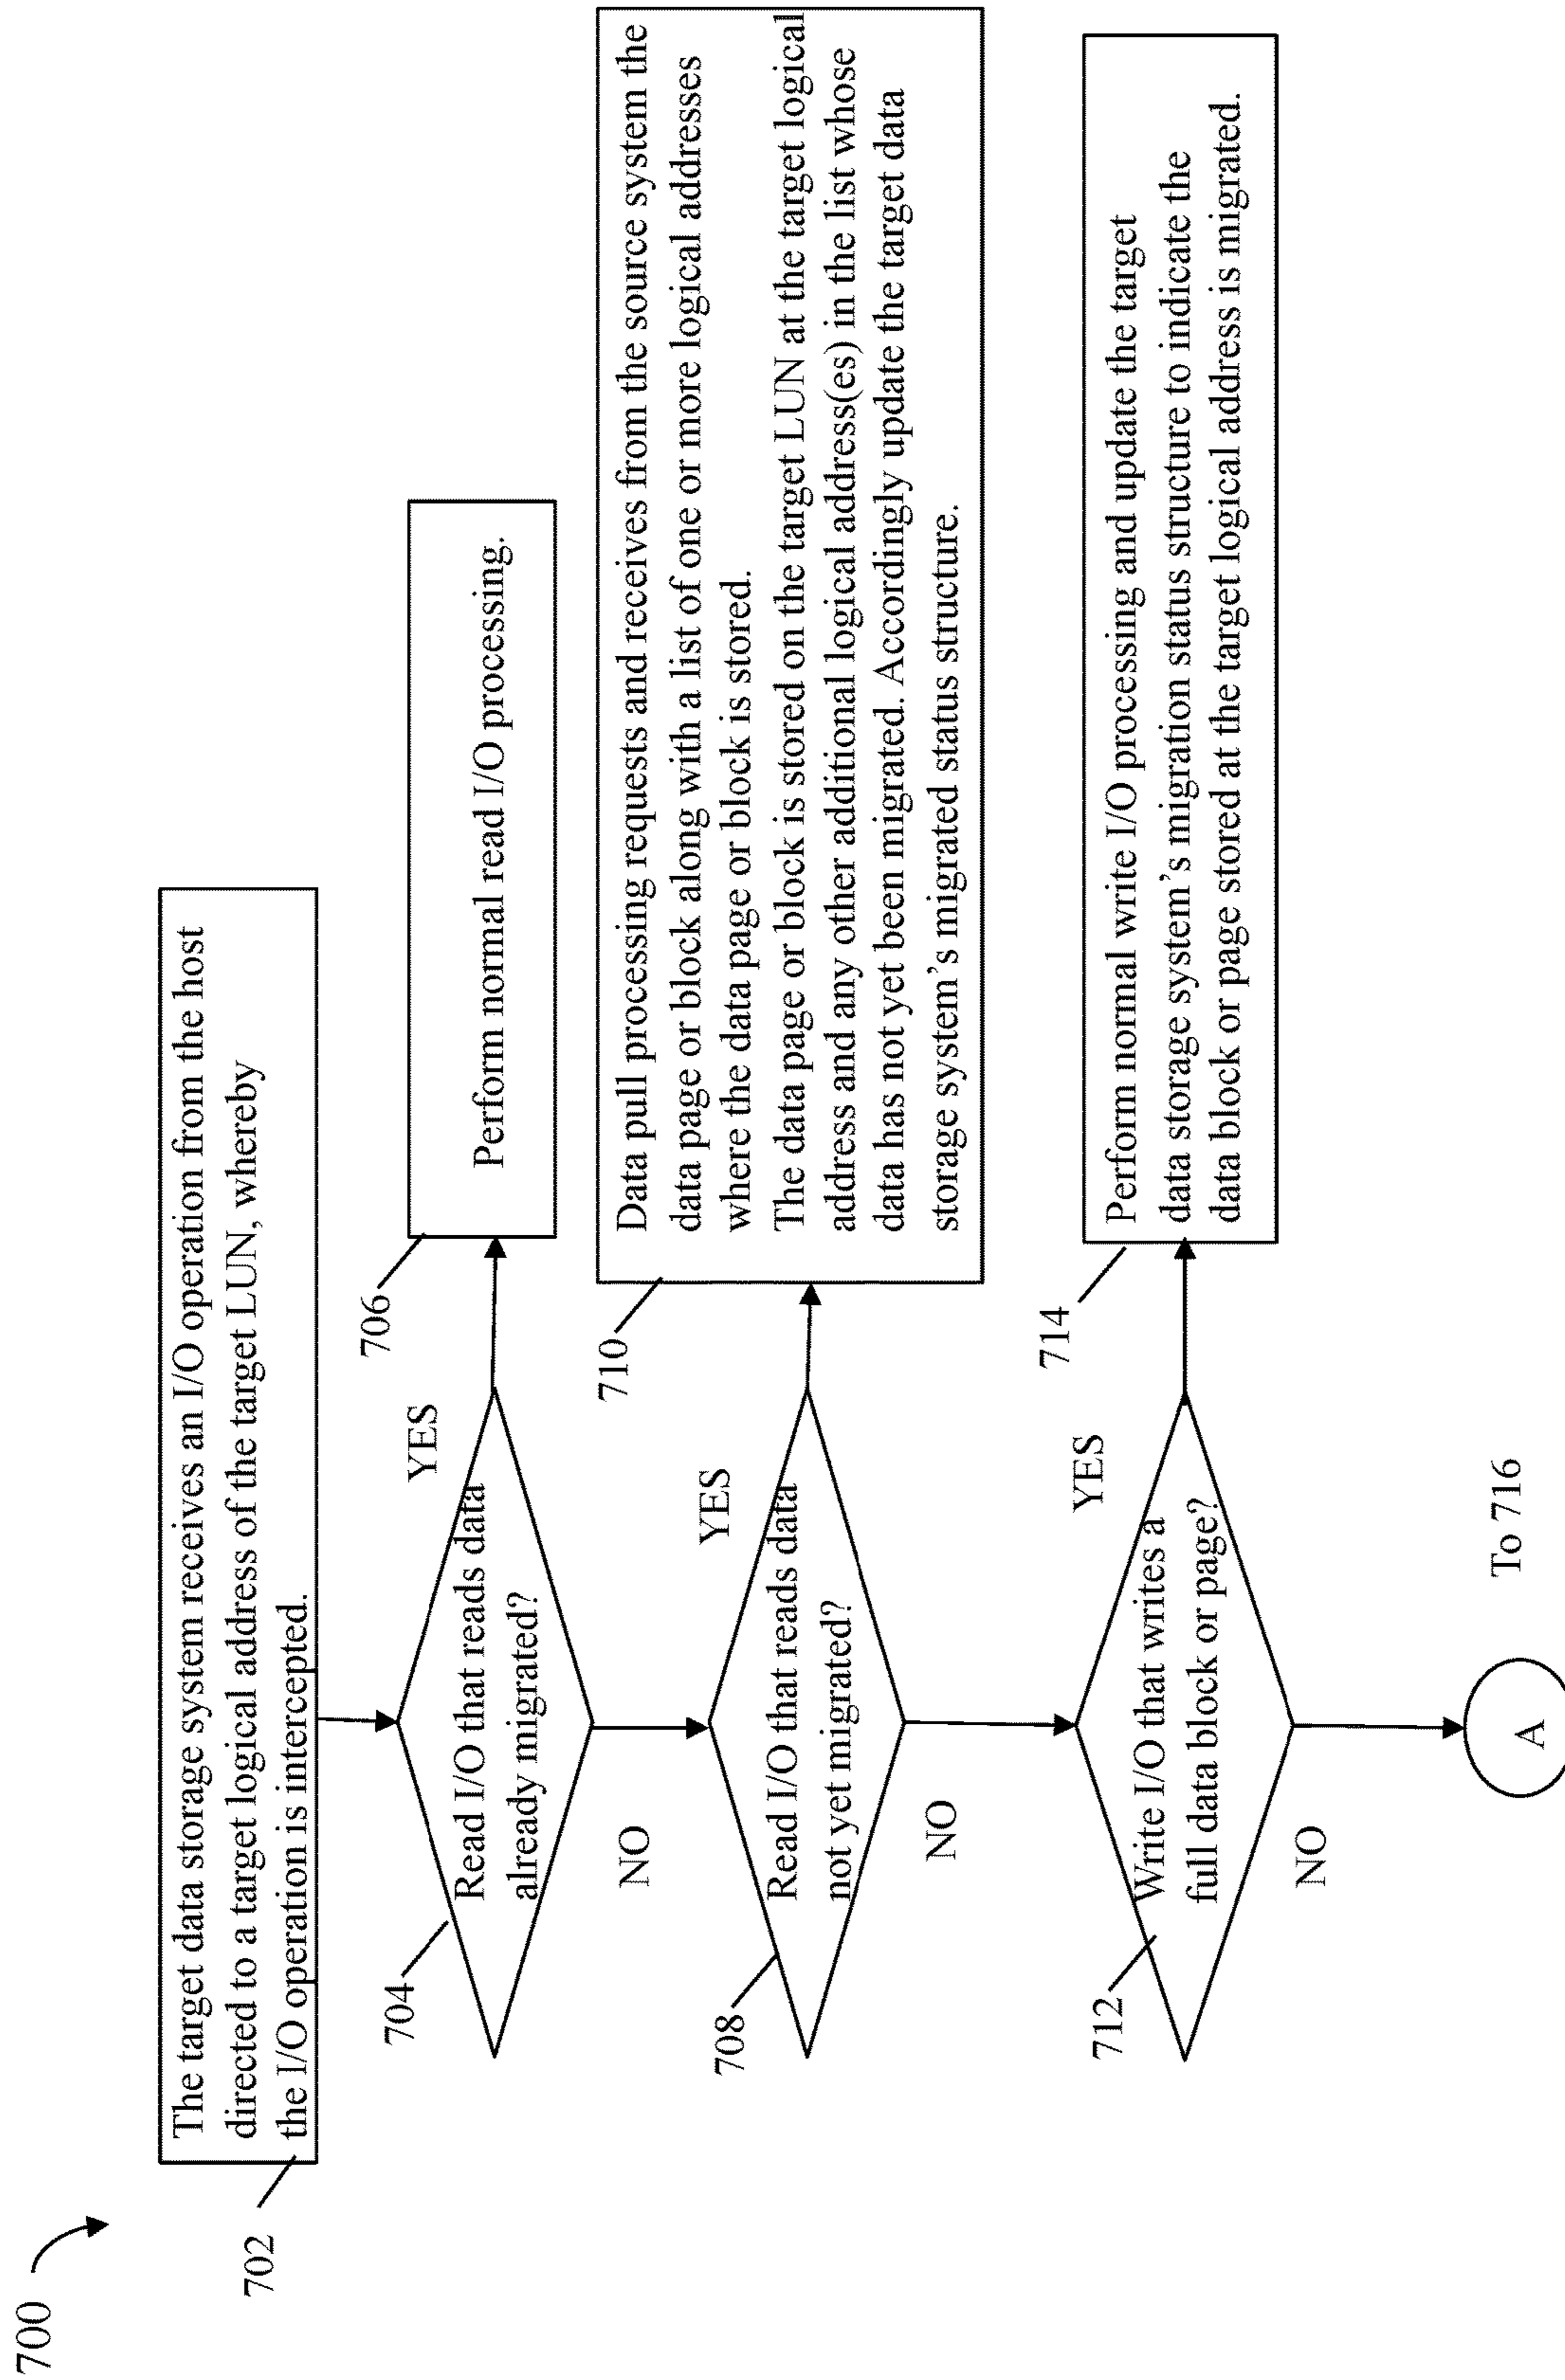 700
702
The target data storage system receives an I/O operation from the host
directed to a target logical address of the target LUN, whereby
the I/O operation is intercepted.
704
Read I/O that reads data
already migrated?
YES
NO
706
Perform normal read I/O processing.
708
Read I/O that reads data
not yet migrated?
YES
NO
710
Data pull processing requests and receives from the source system the
data page or block along with a list of one or more logical addresses
where the data page or block is stored.
The data page or block is stored on the target LUN at the target logical
address and any other additional logical address(es) in the list whose
data has not yet been migrated. Accordingly update the target data
storage system's migrated status structure.
712
Write I/O that writes a
full data block or page?
YES
NO
714
Perform normal write I/O processing and update the target
data storage system's migration status structure to indicate the
data block or page stored at the target logical address is migrated.
A
To 716